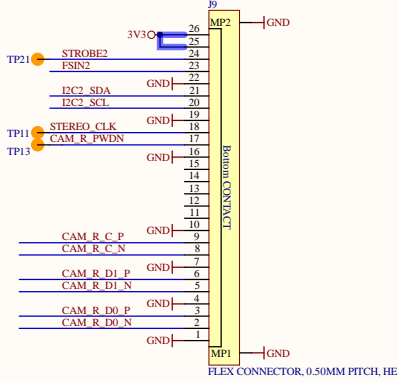 J9
MP2
GND
3V3
26
25
TP21
STROBE2
24
FSIN2
23
GND
22
I2C2_SDA
21
I2C2_SCL
20
GND
19
TP11
STEREO_CLK
18
TP13
CAM_R_PWDN
17
GND
16
15
14
13
12
11
Bottom CONTACT
GND
10
CAM_R_C_P
9
CAM_R_C_N
8
GND
7
CAM_R_D1_P
6
CAM_R_D1_N
5
GND
4
CAM_R_D0_P
3
CAM_R_D0_N
2
GND
1
MP1
GND
FLEX CONNECTOR, 0.50MM PITCH, HE